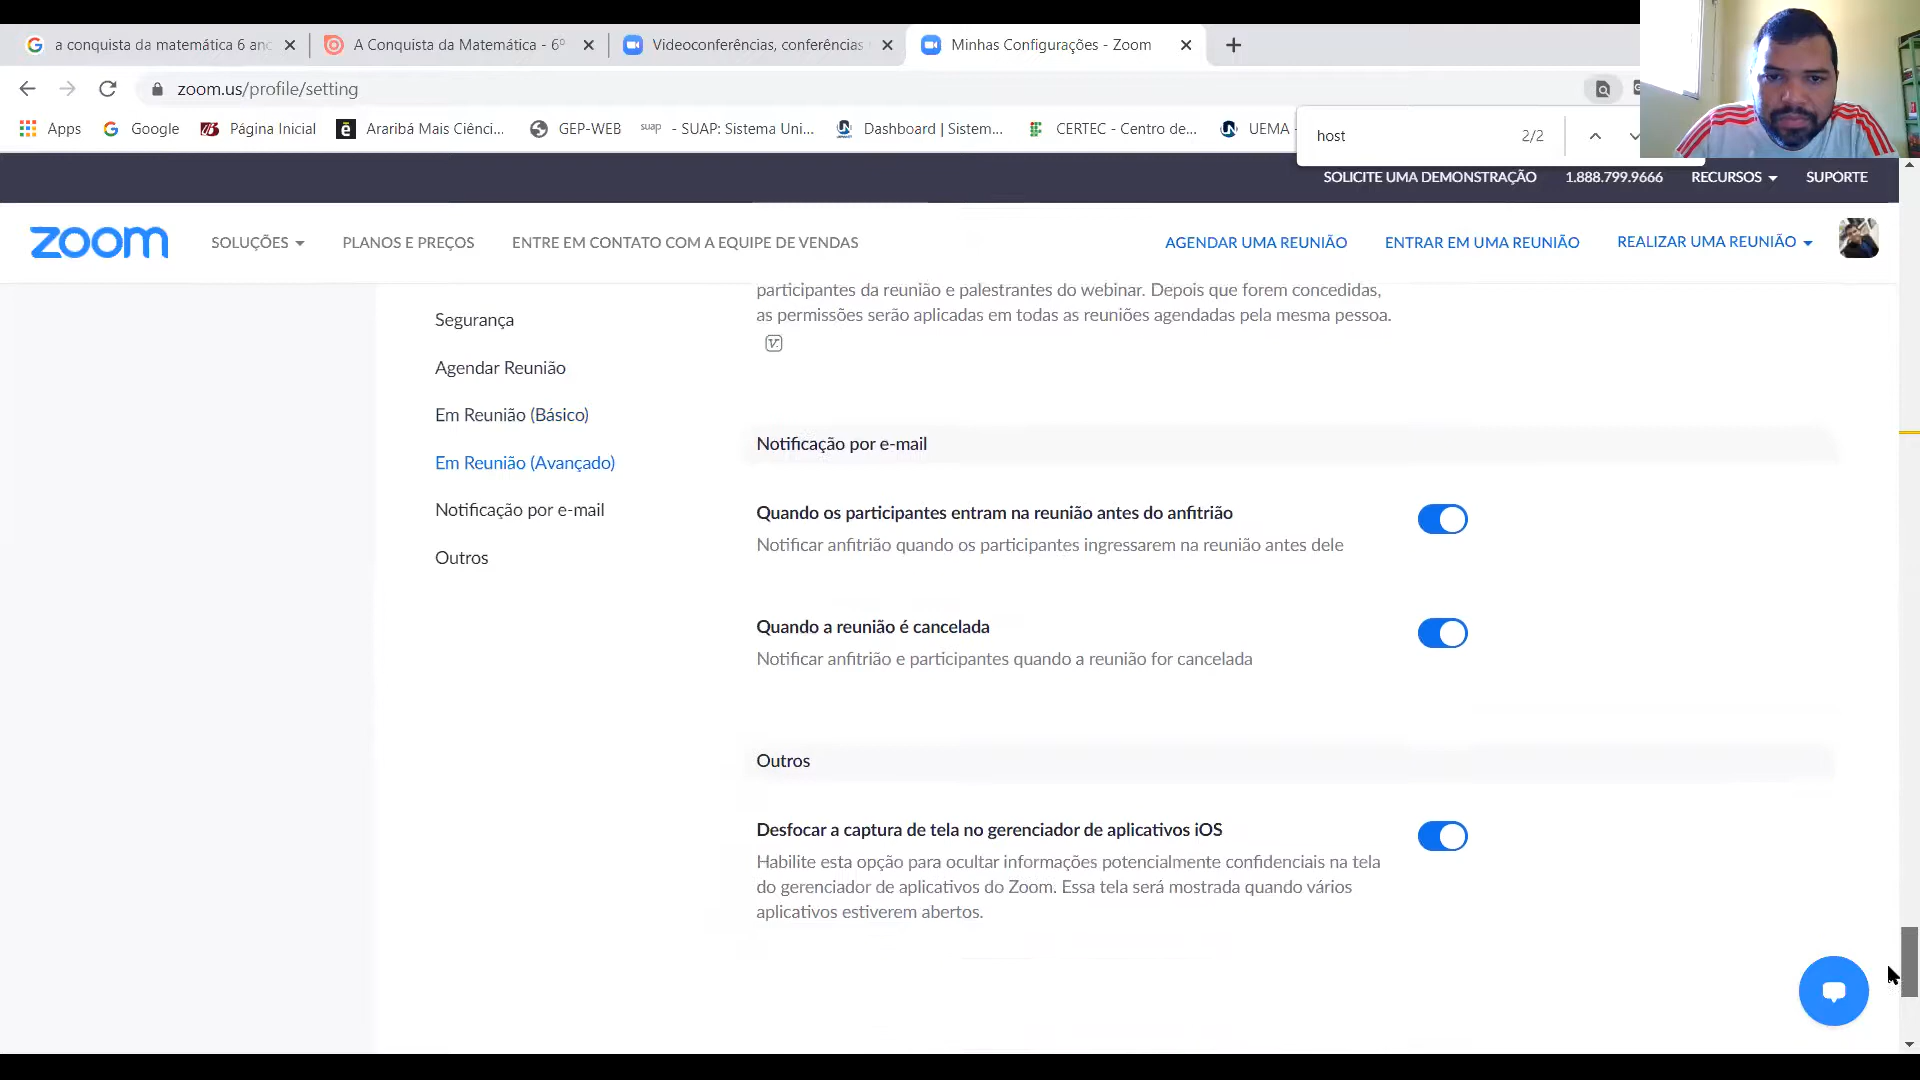 a conquista da matemática 6 ano
A Conquista da Matemática - 6º
Videoconferências, conferências
Minhas Configurações - Zoom
zoom.us/profile/setting
Apps
Google
Página Inicial
Araribá Mais Ciênci...
GEP-WEB
suap - SUAP: Sistema Uni...
Dashboard | Sistem...
CERTEC - Centro de...
UEMA -
host 2/2
SOLICITE UMA DEMONSTRAÇÃO 1.888.799.9666 RECURSOS SUPORTE
zoom SOLUÇÕES PLANOS E PREÇOS ENTRE EM CONTATO COM A EQUIPE DE VENDAS AGENDAR UMA REUNIÃO ENTRAR EM UMA REUNIÃO REALIZAR UMA REUNIÃO
Segurança
Agendar Reunião
Em Reunião (Básico)
Em Reunião (Avançado)
Notificação por e-mail
Outros
participantes da reunião e palestrantes do webinar. Depois que forem concedidas,
as permissões serão aplicadas em todas as reuniões agendadas pela mesma pessoa.
Notificação por e-mail
Quando os participantes entram na reunião antes do anfitrião
Notificar anfitrião quando os participantes ingressarem na reunião antes dele
Quando a reunião é cancelada
Notificar anfitrião e participantes quando a reunião for cancelada
Outros
Desfocar a captura de tela no gerenciador de aplicativos iOS
Habilite esta opção para ocultar informações potencialmente confidenciais na tela
do gerenciador de aplicativos do Zoom. Essa tela será mostrada quando vários
aplicativos estiverem abertos.